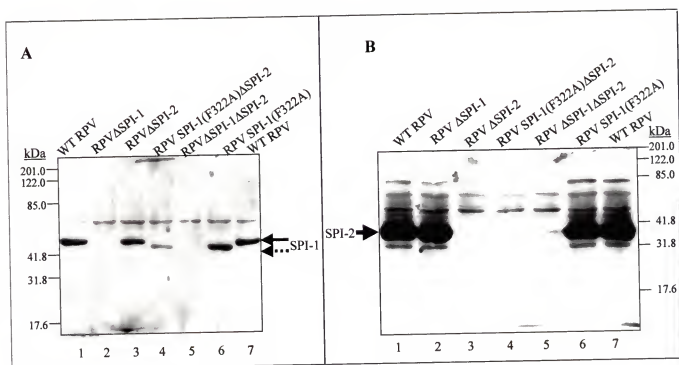 A
WT RPV
RPVΔSPI-1
RPVΔSPI-2
RPV SPI-1(F322A)ΔSPI-2
RPVΔSPI-1ΔSPI-2
RPV SPI-1(F322A)
WT RPV
kDa
201.0
122.0
85.0
41.8
31.8
17.6
SPI-1
1 2 3 4 5 6 7
B
WT RPV
RPV ΔSPI-1
RPV ΔSPI-2
RPV SPI-1(F322A)ΔSPI-2
RPV ΔSPI-1ΔSPI-2
RPV SPI-1(F322A)
WT RPV
kDa
201.0
122.0
85.0
41.8
31.8
17.6
SPI-2
1 2 3 4 5 6 7